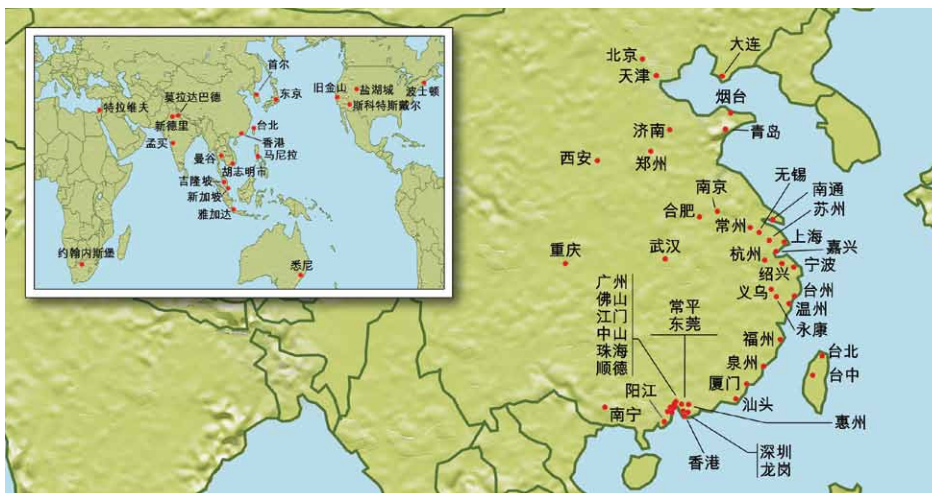 首尔
旧金山
盐湖城
波士顿
东京
斯科特斯戴尔
特拉维夫
莫拉达巴德
新德里
台北
香港
孟买
曼谷
马尼拉
胡志明市
吉隆坡
新加坡
雅加达
约翰内斯堡
悉尼
北京
大连
天津
烟台
济南
青岛
西安
郑州
无锡
南京
南通
合肥
苏州
常州
上海
重庆
武汉
杭州
嘉兴
绍兴
宁波
广州
佛山
江门
中山
珠海
顺德
常平
东莞
义乌
台州
温州
永康
福州
台北
泉州
台中
厦门
阳江
汕头
南宁
惠州
香港
深圳
龙岗